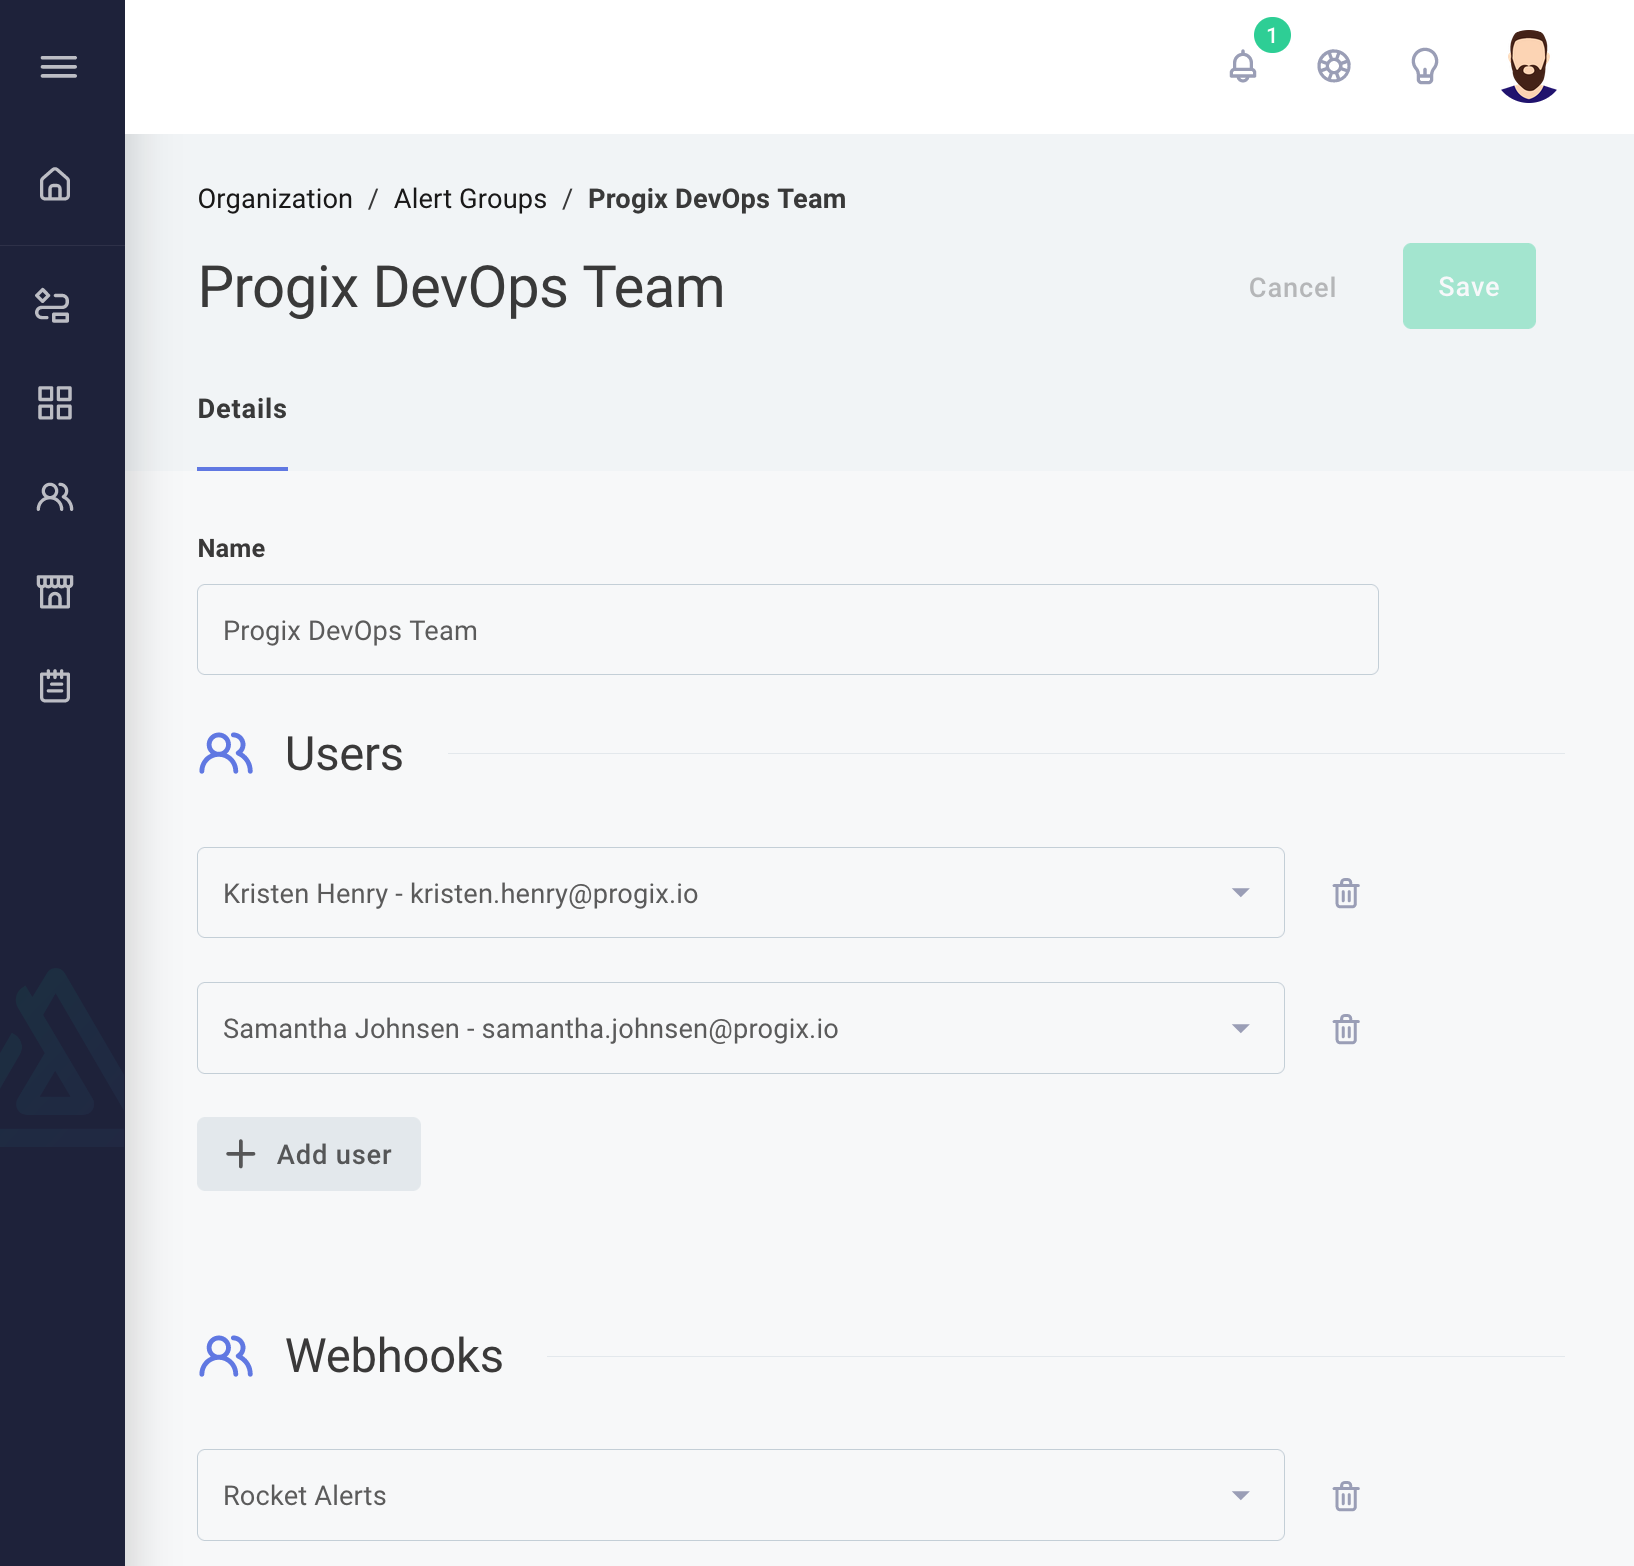 1
Organization / Alert Groups / Progix DevOps Team
Progix DevOps Team
Cancel
Save
Details
Name
Progix DevOps Team
Users
Kristen Henry - kristen.henry@progix.io
Samantha Johnsen - samantha.johnsen@progix.io
Add user
Webhooks
Rocket Alerts